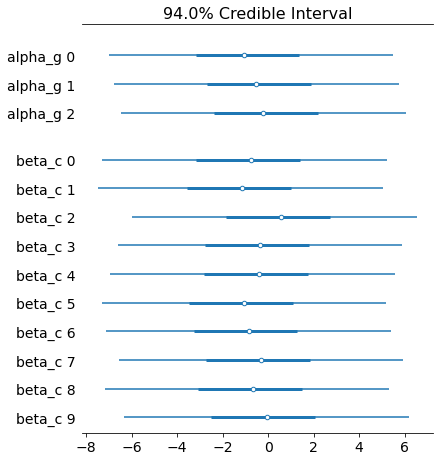 94.0% Credible Interval
alpha_g 0
alpha_g 1
alpha_g 2
beta_c 0
beta_c 1
beta_c 2
beta_c 3
beta_c 4
beta_c 5
beta_c 6
beta_c 7
beta_c 8
beta_c 9
−8 −6 −4 −2 0 2 4 6